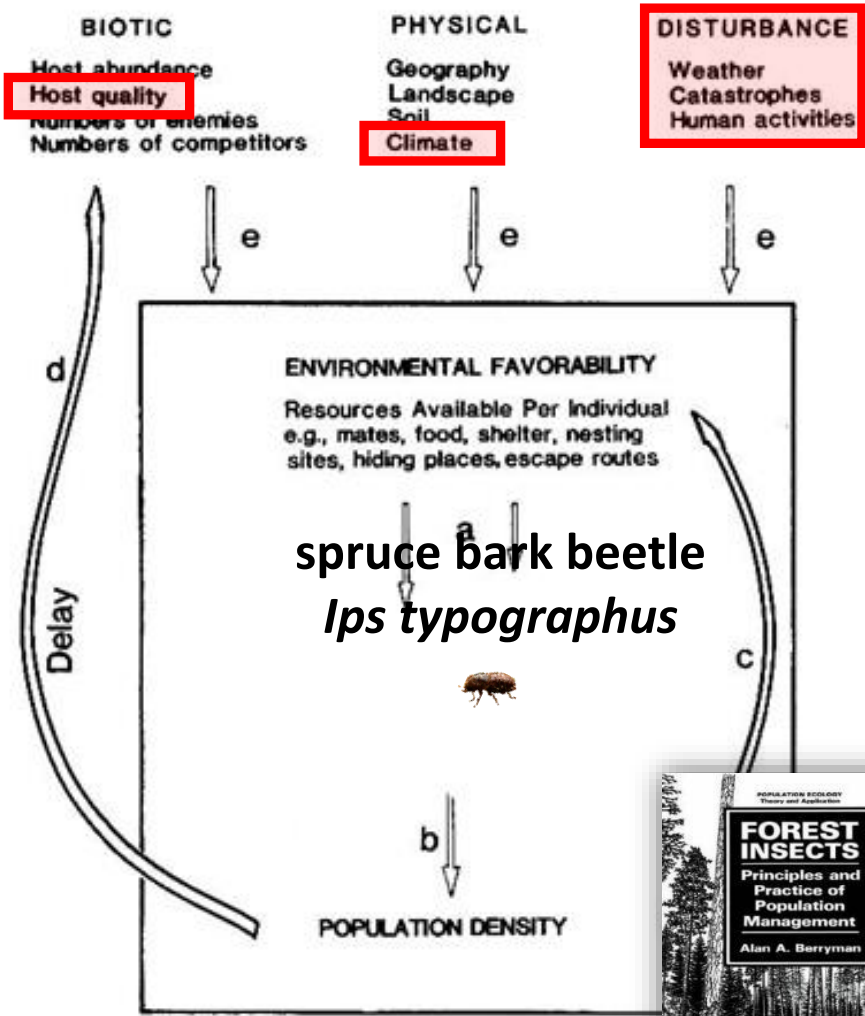 BIOTIC
Host abundance
Host quality
Numbers of enemies
Numbers of competitors
PHYSICAL
Geography
Landscape
Soil
Climate
DISTURBANCE
Weather
Catastrophes
Human activities
e
e
e
d
Delay
ENVIRONMENTAL FAVORABILITY
Resources Available Per Individual
e.g., mates, food, shelter, nesting
sites, hiding places, escape routes
a
spruce bark beetle
Ips typographus
c
b
POPULATION DENSITY
POPULATION ECOLOGY
Theory and Application
FOREST
INSECTS
Principles and
Practice of
Population
Management
Alan A. Berryman